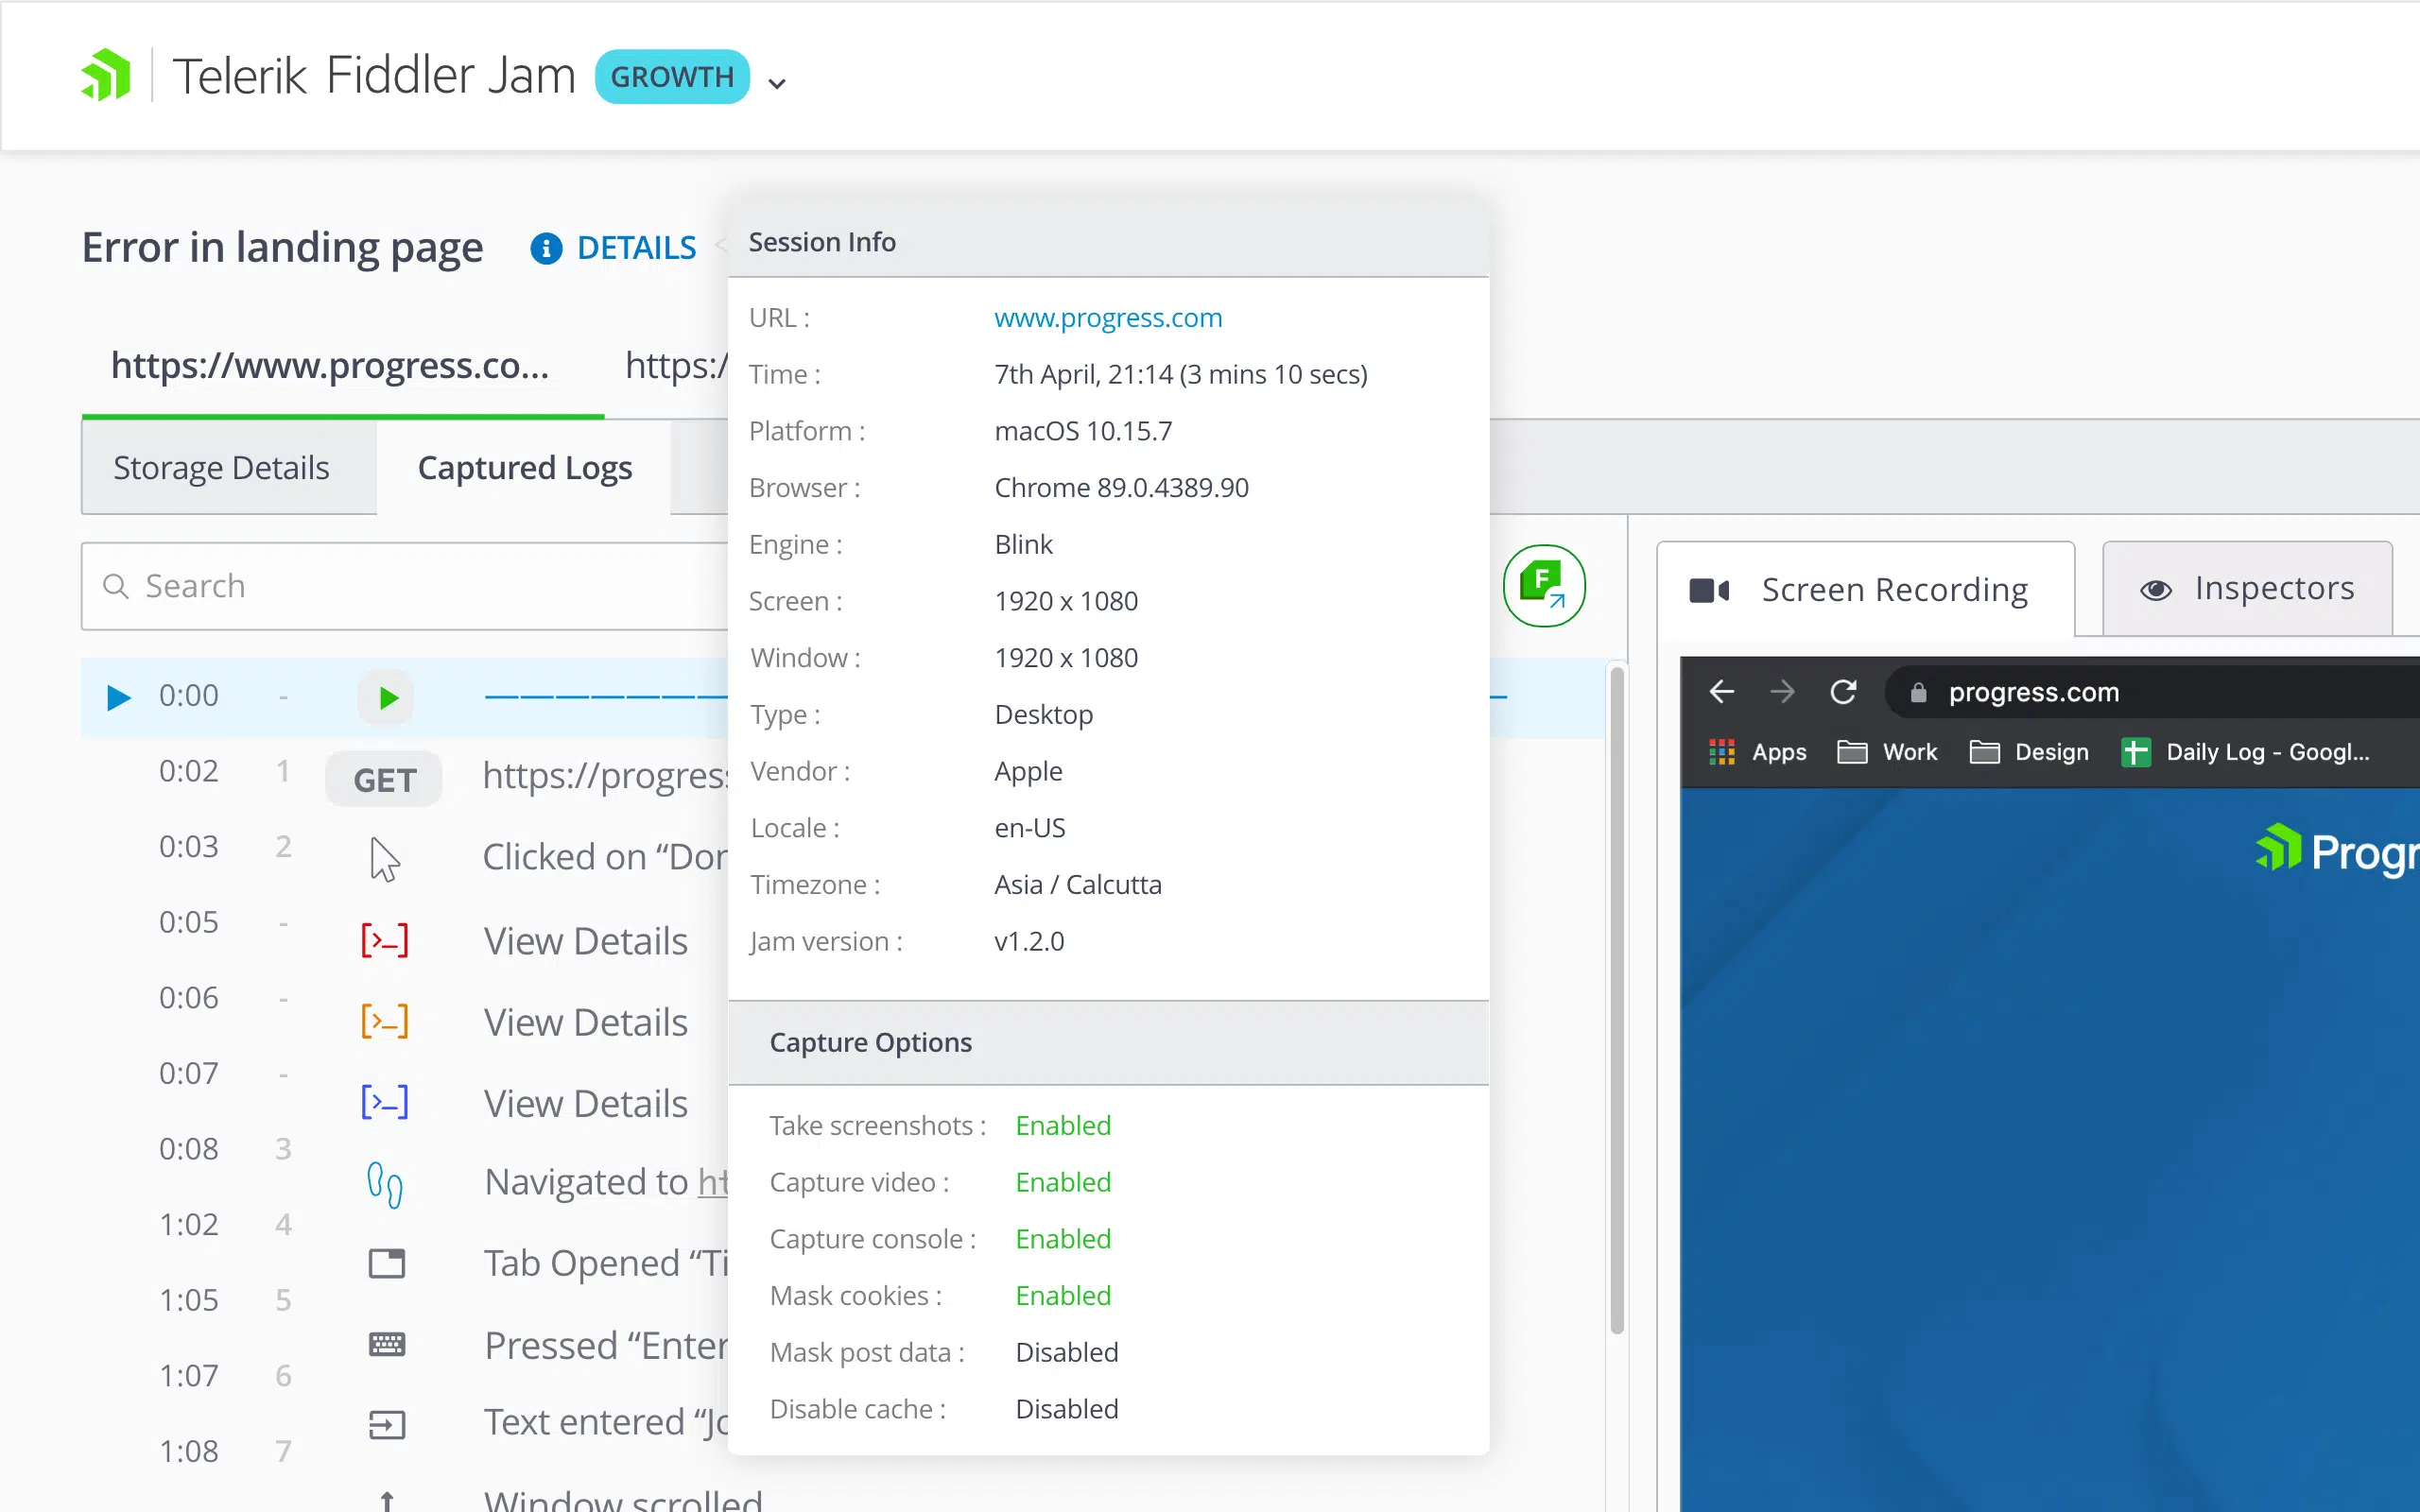 Telerik Fiddler Jam GROWTH
Error in landing page DETAILS
https://www.progress.co... https:/
Storage Details Captured Logs
Search
0:00 -
0:02 1 GET https://progress
0:03 2 Clicked on “Don
0:05 - View Details
0:06 - View Details
0:07 - View Details
0:08 3 Navigated to ht
1:02 4 Tab Opened “Ti
1:05 5 Pressed “Enter
1:07 6 Text entered “Jo
1:08 7 Window scrolled
Session Info
URL : www.progress.com
Time : 7th April, 21:14 (3 mins 10 secs)
Platform : macOS 10.15.7
Browser : Chrome 89.0.4389.90
Engine : Blink
Screen : 1920 x 1080
Window : 1920 x 1080
Type : Desktop
Vendor : Apple
Locale : en-US
Timezone : Asia / Calcutta
Jam version : v1.2.0
Capture Options
Take screenshots : Enabled
Capture video : Enabled
Capture console : Enabled
Mask cookies : Enabled
Mask post data : Disabled
Disable cache : Disabled
F
Screen Recording Inspectors
progress.com
Apps Work Design Daily Log - Googl...
Progr